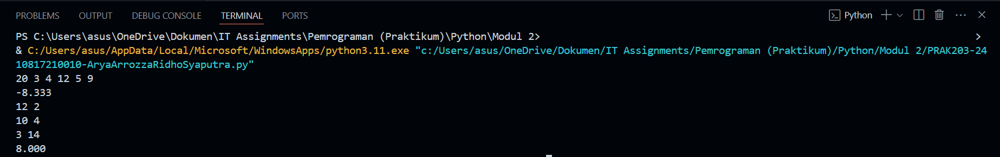 PROBLEMS OUTPUT DEBUG CONSOLE TERMINAL PORTS Python
PS C:\Users\asus\OneDrive\Dokumen\IT Assignments\Pemrograman (Praktikum)\Python\Modul 2> >
& C:/Users/asus/AppData/Local/Microsoft/WindowsApps/python3.11.exe "c:/Users/asus/OneDrive/Dokumen/IT Assignments/Pemrograman (Praktikum)/Python/Modul 2/PRAK203-24
10817210010-AryaArrozzaRidhoSyaputra.py"
20 3 4 12 5 9
-8.333
12 2
10 4
3 14
8.000